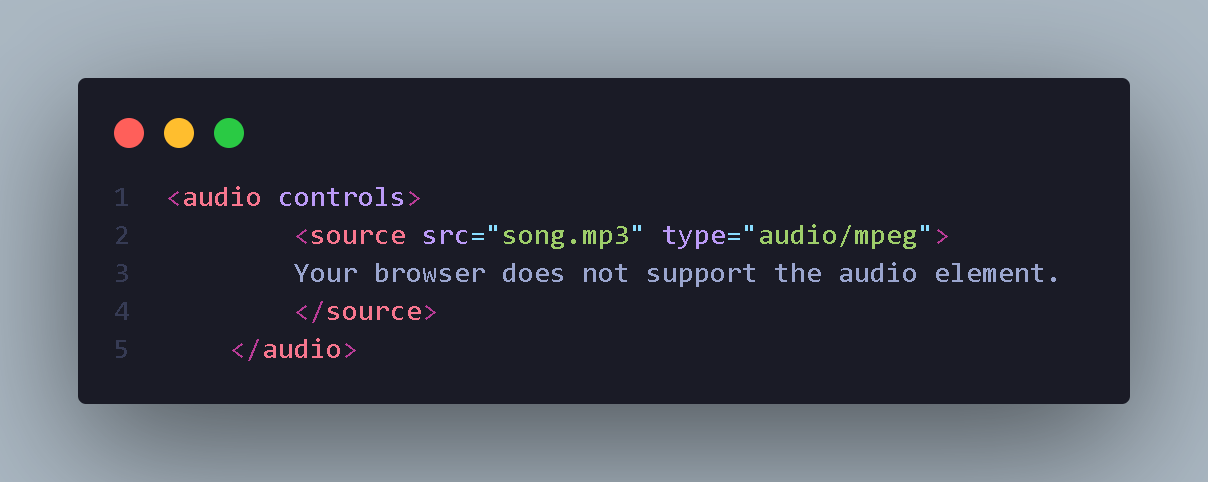 1 <audio controls>
2 <source src="song.mp3" type="audio/mpeg">
3 Your browser does not support the audio element.
4 </source>
5 </audio>